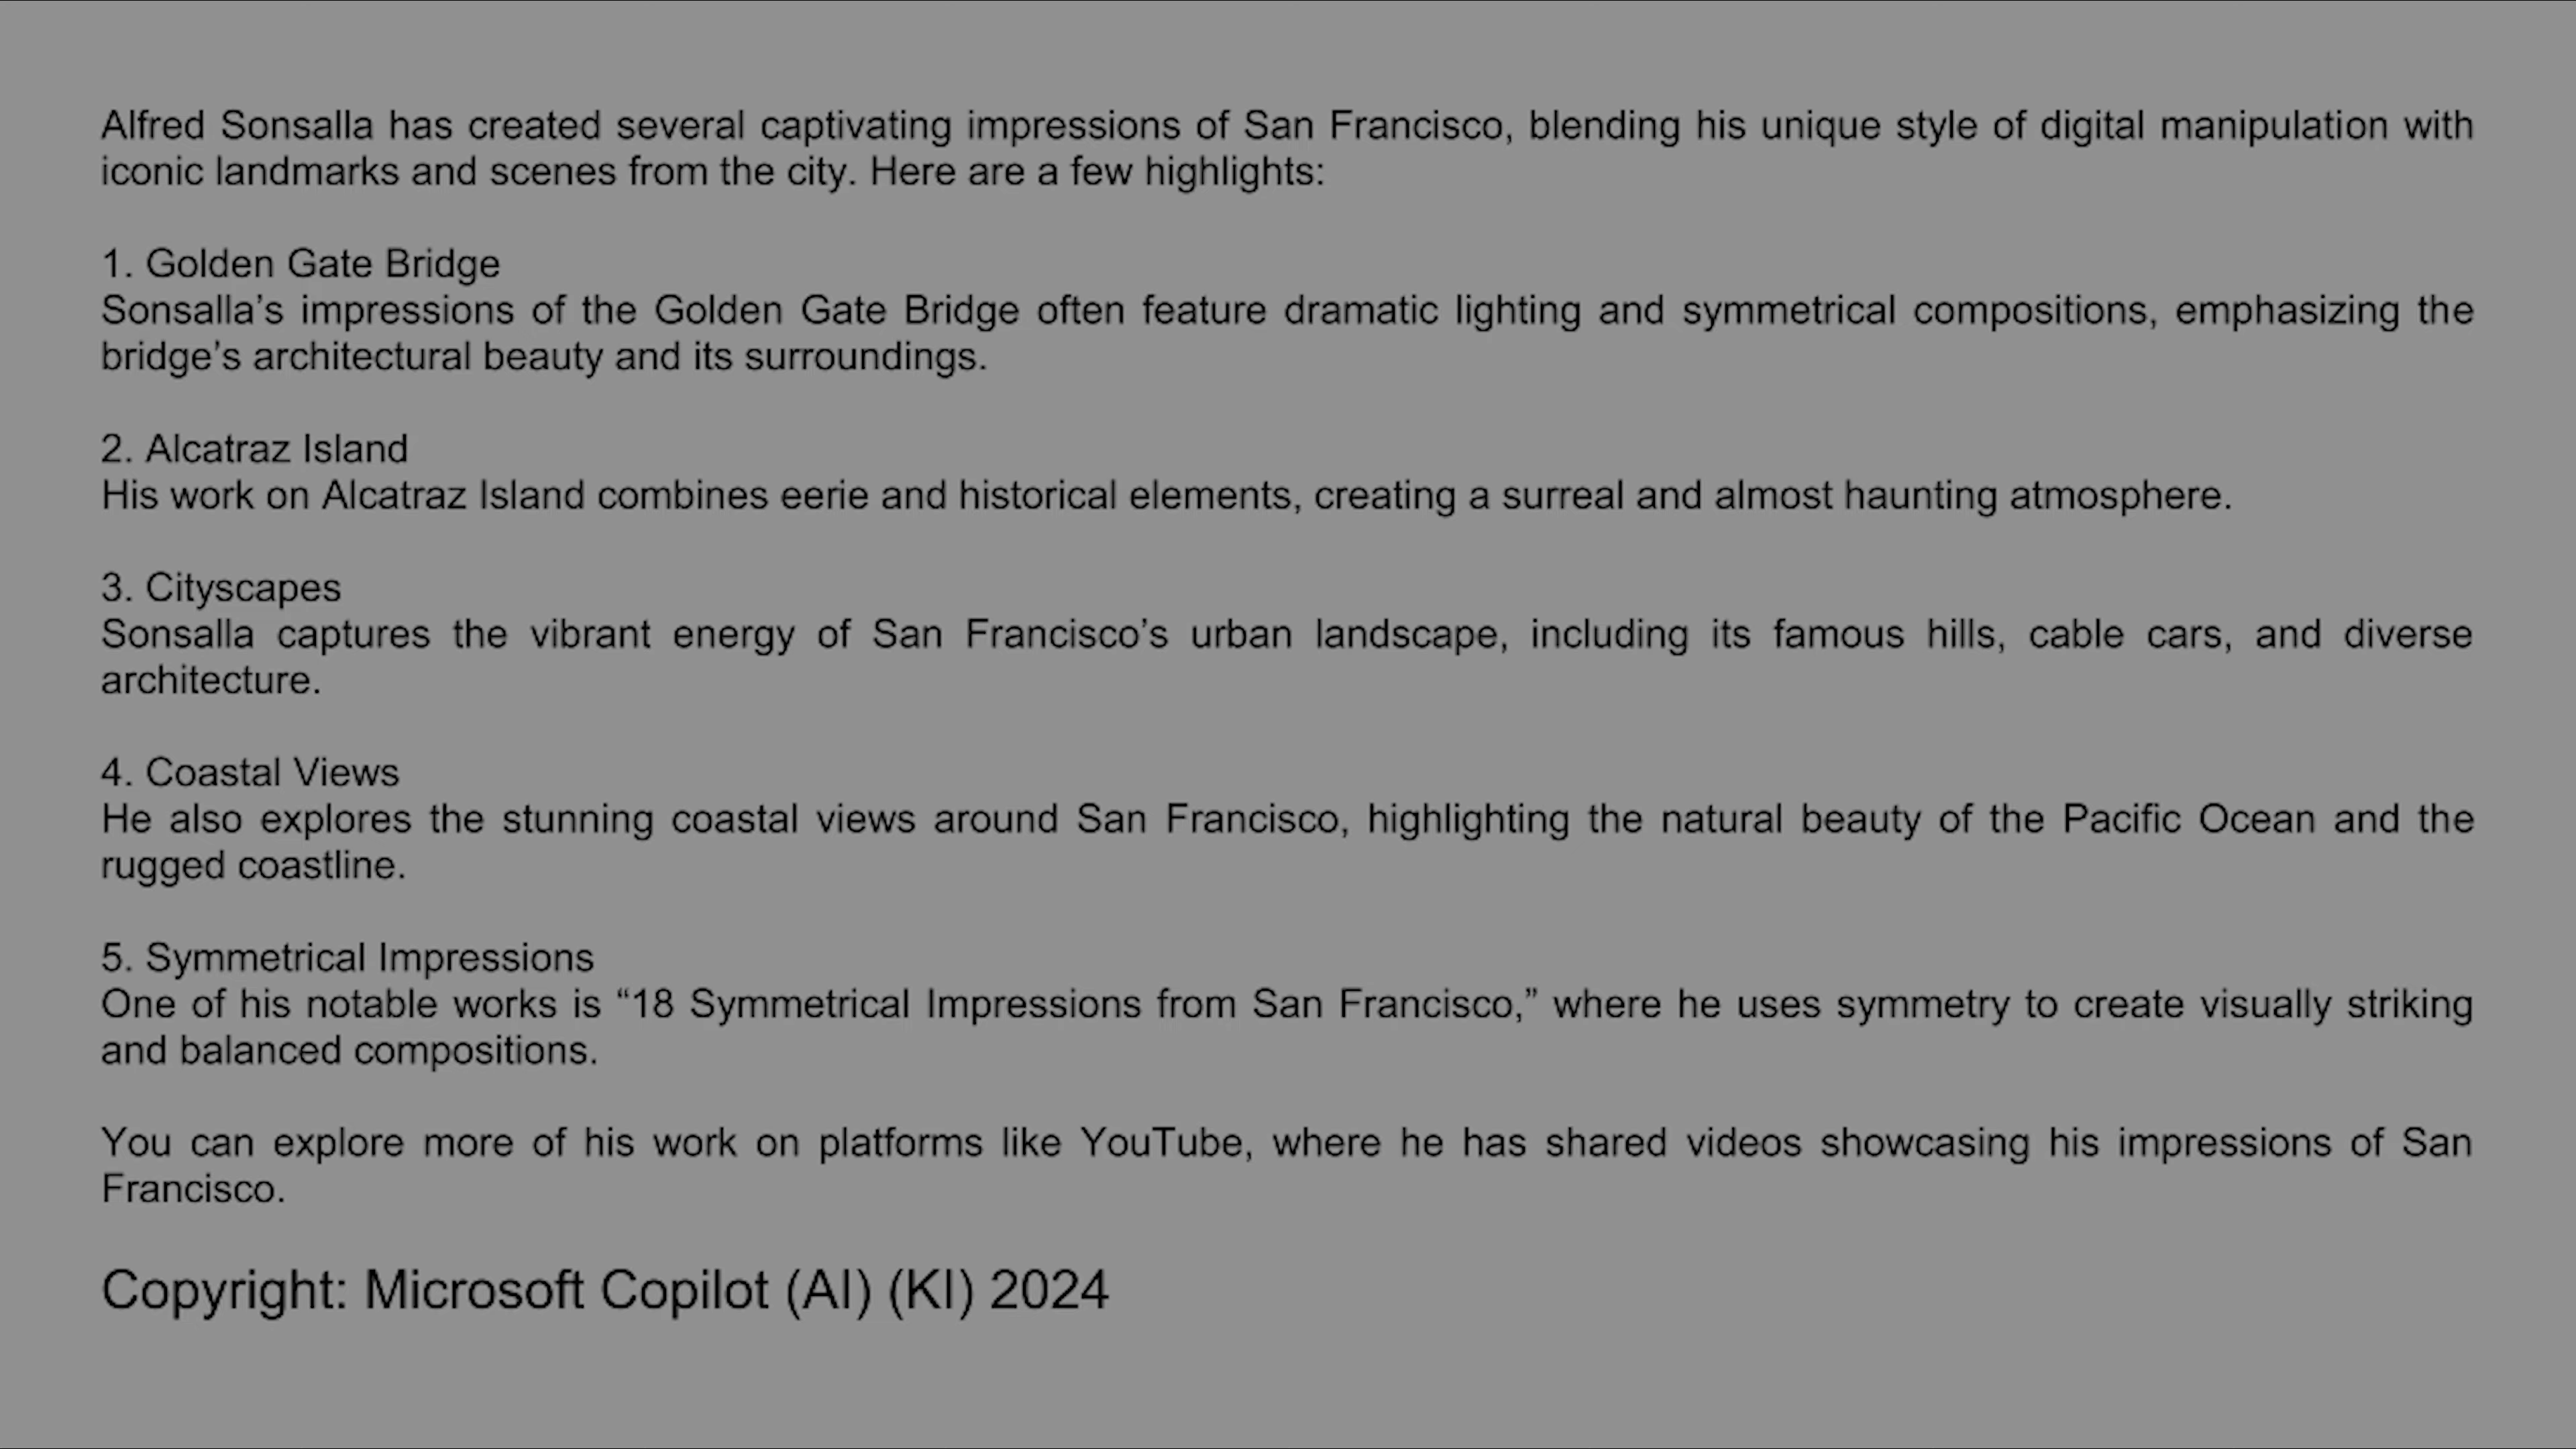 Alfred Sonsalla has created several captivating impressions of San Francisco, blending his unique style of digital manipulation with
iconic landmarks and scenes from the city. Here are a few highlights:
1. Golden Gate Bridge
Sonsalla’s impressions of the Golden Gate Bridge often feature dramatic lighting and symmetrical compositions, emphasizing the
bridge’s architectural beauty and its surroundings.
2. Alcatraz Island
His work on Alcatraz Island combines eerie and historical elements, creating a surreal and almost haunting atmosphere.
3. Cityscapes
Sonsalla captures the vibrant energy of San Francisco’s urban landscape, including its famous hills, cable cars, and diverse
architecture.
4. Coastal Views
He also explores the stunning coastal views around San Francisco, highlighting the natural beauty of the Pacific Ocean and the
rugged coastline.
5. Symmetrical Impressions
One of his notable works is “18 Symmetrical Impressions from San Francisco,” where he uses symmetry to create visually striking
and balanced compositions.
You can explore more of his work on platforms like YouTube, where he has shared videos showcasing his impressions of San
Francisco.
Copyright: Microsoft Copilot (AI) (KI) 2024